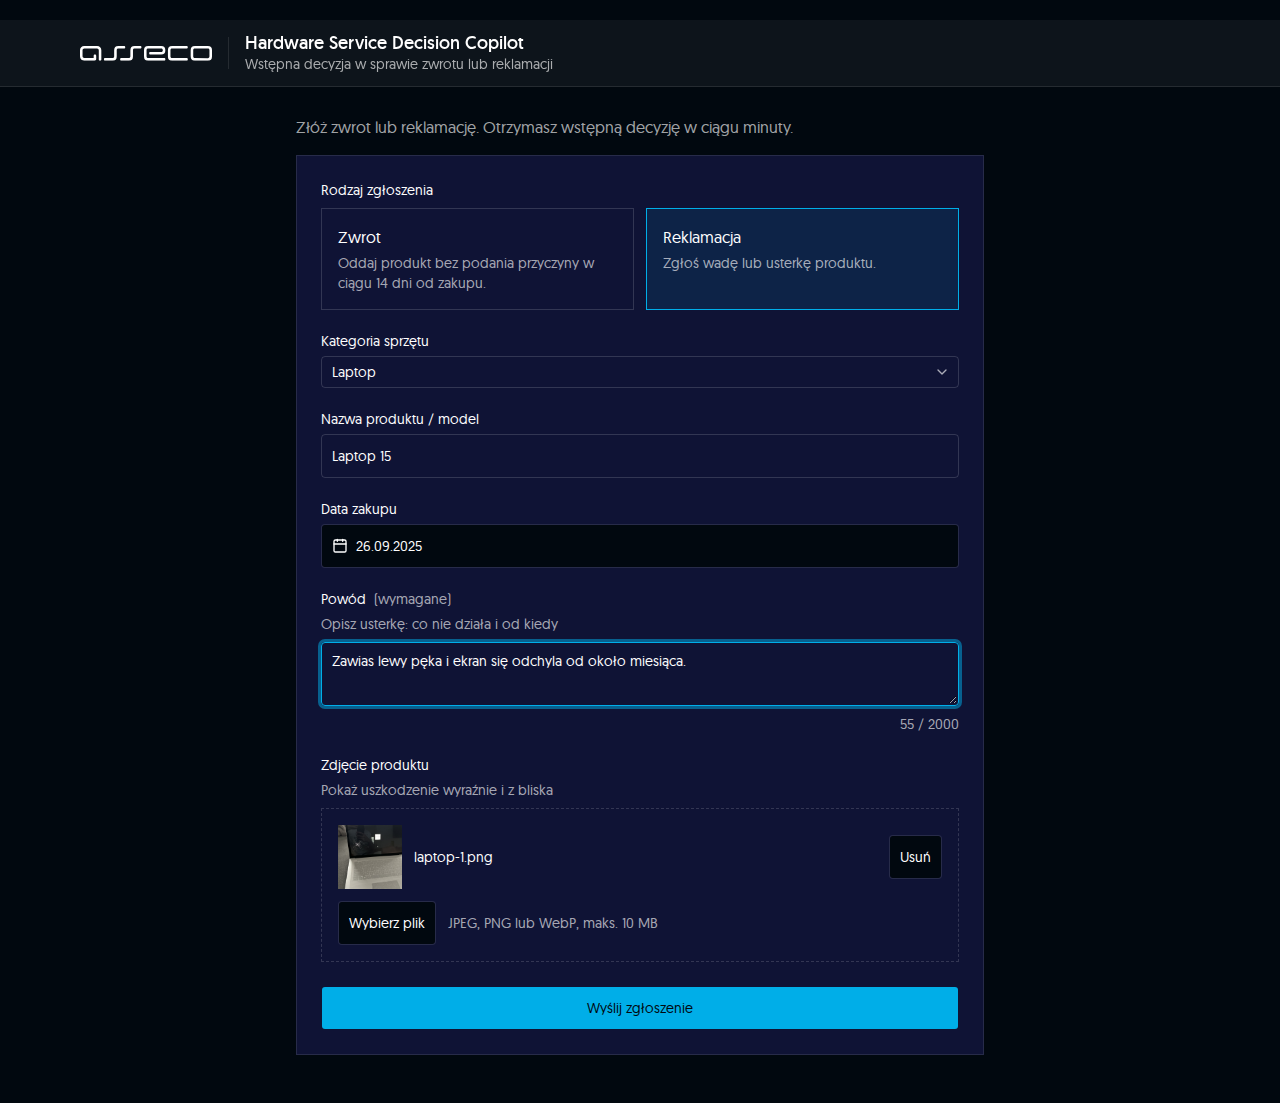 asseco
Hardware Service Decision Copilot
Wstępna decyzja w sprawie zwrotu lub reklamacji
Złóż zwrot lub reklamację. Otrzymasz wstępną decyzję w ciągu minuty.
Rodzaj zgłoszenia
Zwrot
Oddaj produkt bez podania przyczyny w
ciągu 14 dni od zakupu.
Reklamacja
Zgłoś wadę lub usterkę produktu.
Kategoria sprzętu
Laptop
Nazwa produktu / model
Laptop 15
Data zakupu
26.09.2025
Powód (wymagane)
Opisz usterkę: co nie działa i od kiedy
Zawias lewy pęka i ekran się odchyla od około miesiąca.
55 / 2000
Zdjęcie produktu
Pokaż uszkodzenie wyraźnie i z bliska
laptop-1.png
Usuń
Wybierz plik
JPEG, PNG lub WebP, maks. 10 MB
Wyślij zgłoszenie